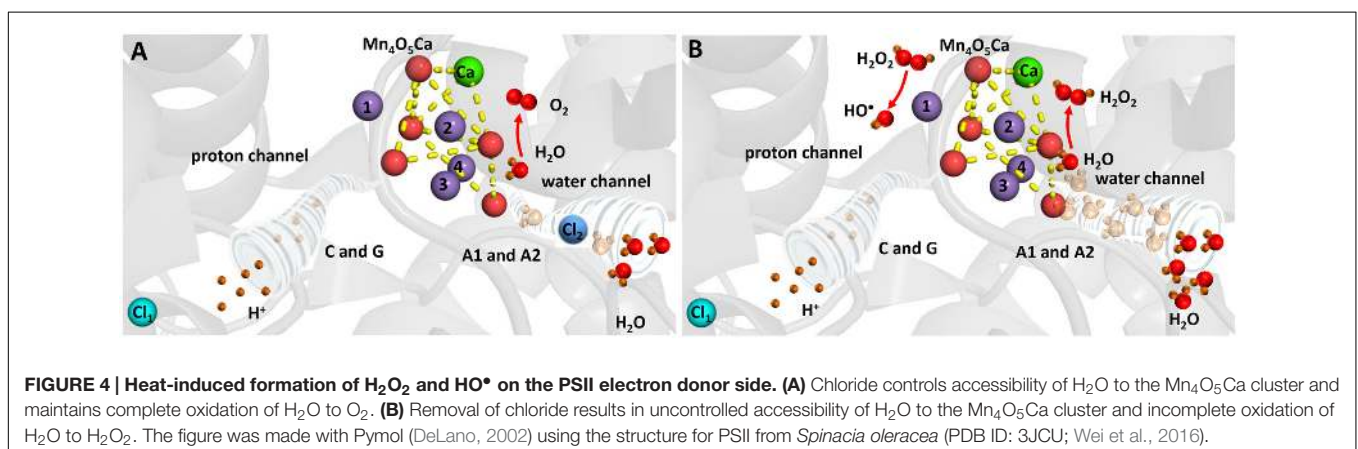 A
Mn₄O₅Ca
Ca
1
O₂
2
proton channel
H₂O
4
3
water channel
Cl₂
C and G
A1 and A2
H⁺
Cl₁
H₂O
B
Mn₄O₅Ca
H₂O₂
Ca
H₂O₂
HO•
1
2
proton channel
H₂O
4
3
water channel
C and G
A1 and A2
H⁺
Cl₁
H₂O
FIGURE 4 | Heat-induced formation of H₂O₂ and HO• on the PSII electron donor side. (A) Chloride controls accessibility of H₂O to the Mn₄O₅Ca cluster and
maintains complete oxidation of H₂O to O₂. (B) Removal of chloride results in uncontrolled accessibility of H₂O to the Mn₄O₅Ca cluster and incomplete oxidation of
H₂O to H₂O₂. The figure was made with Pymol (DeLano, 2002) using the structure for PSII from Spinacia oleracea (PDB ID: 3JCU; Wei et al., 2016).